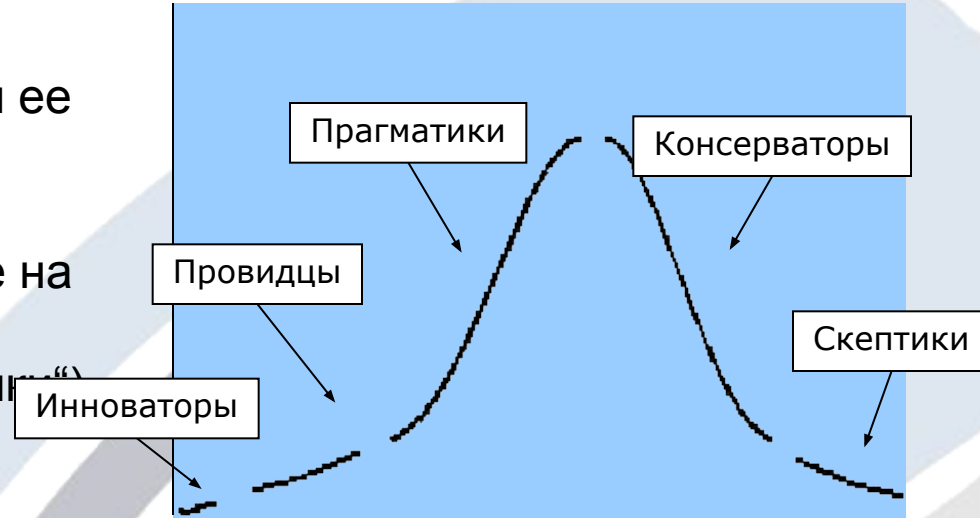 ее
Прагматики
Консерваторы
на
Провидцы
Скептики
Инноваторы